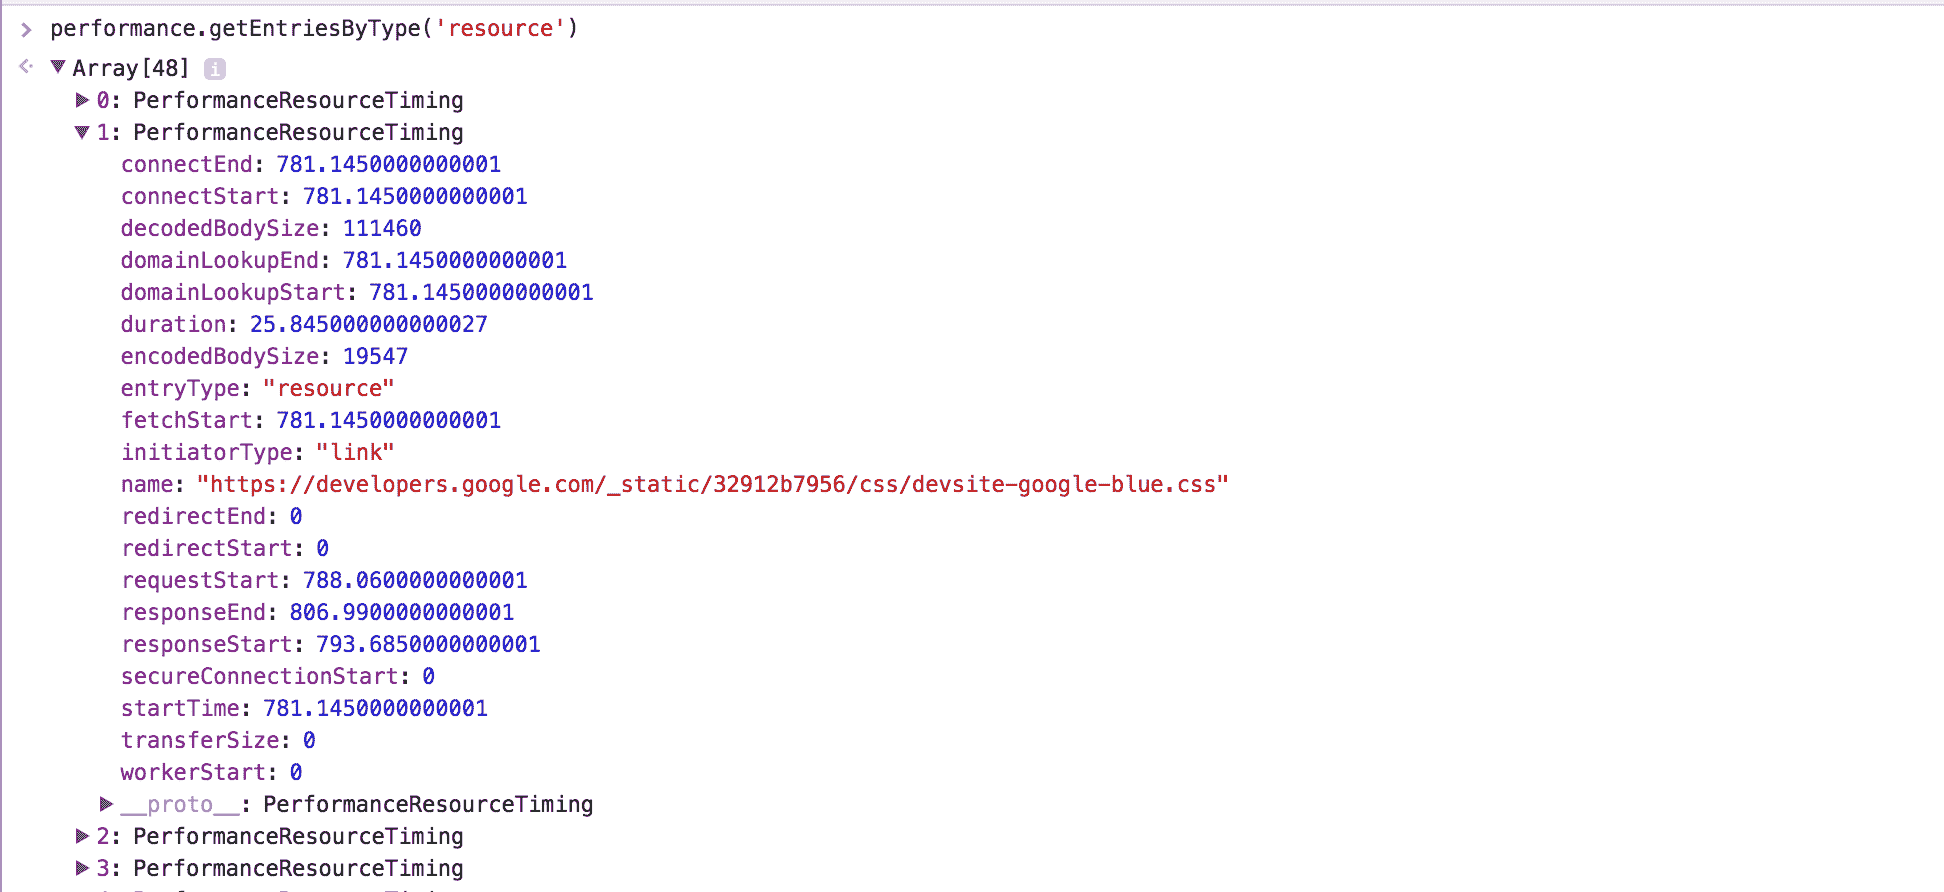 performance.getEntriesByType('resource')
Array[48] i
0: PerformanceResourceTiming
1: PerformanceResourceTiming
connectEnd: 781.1450000000001
connectStart: 781.1450000000001
decodedBodySize: 111460
domainLookupEnd: 781.1450000000001
domainLookupStart: 781.1450000000001
duration: 25.845000000000027
encodedBodySize: 19547
entryType: "resource"
fetchStart: 781.1450000000001
initiatorType: "link"
name: "https://developers.google.com/_static/32912b7956/css/devsite-google-blue.css"
redirectEnd: 0
redirectStart: 0
requestStart: 788.0600000000001
responseEnd: 806.9900000000001
responseStart: 793.6850000000001
secureConnectionStart: 0
startTime: 781.1450000000001
transferSize: 0
workerStart: 0
__proto__: PerformanceResourceTiming
2: PerformanceResourceTiming
3: PerformanceResourceTiming